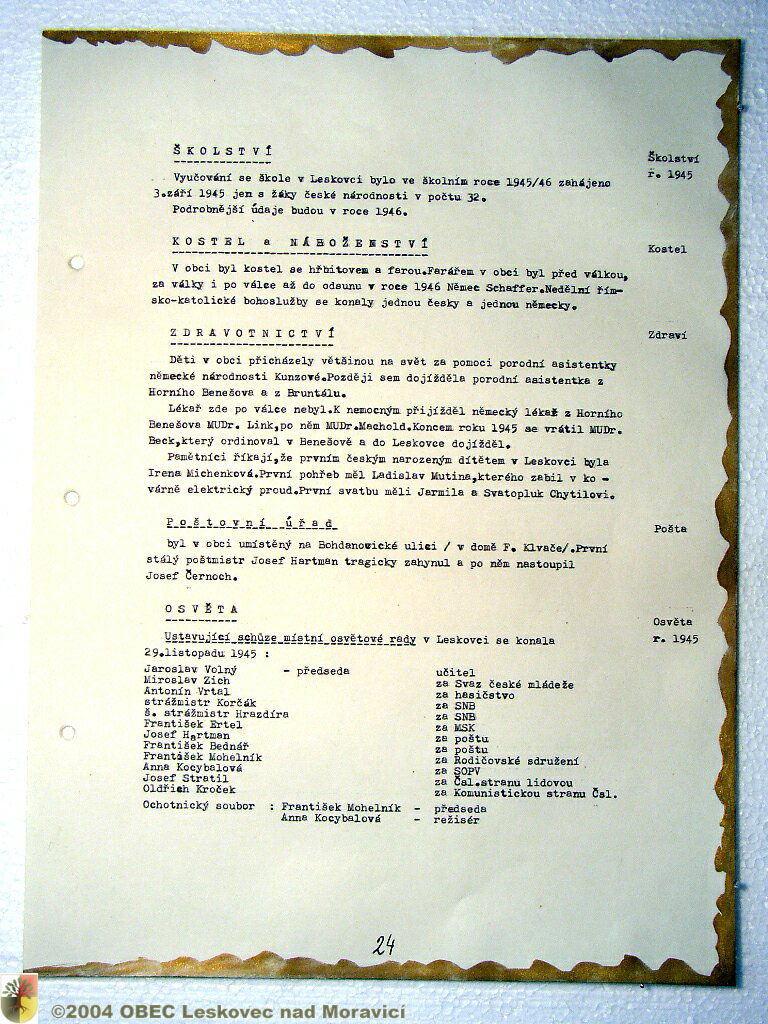 Š K O L S T V Í
Školství
Vyučování se škole v Leskovci bylo ve školním roce 1945/46 zahájeno
r. 1945
3.září 1945 jen s žáky české národnosti v počtu 32.
Podrobnější údaje budou v roce 1946.
K O S T E L a N Á B O Ž E N S T V Í
Kostel
V obci byl kostel se hřbitovem a farou.Farářem v obci byl před válkou,
za války i po válce až do odsunu v roce 1946 Němec Schaffer.Nedělní řím-
sko-katolické bohoslužby se konaly jednou česky a jednou německy.
Z D R A V O T N I C T V Í
Zdraví
Děti v obci přicházely většinou na svět za pomoci porodní asistentky
německé národnosti Kunzové.Později sem dojížděla porodní asistentka z
Horního Benešova a z Bruntálu.
Lékař zde po válce nebyl.K nemocným přijížděl německý lékař z Horního
Benešova MUDr. Link,po něm MUDr.Machold.Koncem roku 1945 se vrátil MUDr.
Beck,který ordinoval v Benešově a do Leskovce dojížděl.
Pamětníci říkají,že prvním českým narozeným dítětem v Leskovci byla
Irena Michenková.První pohřeb měl Ladislav Mutina,kterého zabil v ko -
várně elektrický proud.První svatbu měli Jarmila a Svatopluk Chytilovi.
P o š t o v n í ú ř a d
Pošta
byl v obci umístěný na Bohdanowické ulici / v domě F. Klvače/.První
stálý poštmistr Josef Hartman tragicky zahynul a po něm nastoupil
Josef Černoch.
O S V Ě T A
Osvěta
Ustavující schůze místní osvětové rady v Leskovci se konala
r. 1945
29.listopadu 1945 :
Jaroslav Volný - předseda učitel
Miroslav Zich za Svaz české mládeže
Antonín Vrtal za hasičstvo
strážmistr Korčák za SNB
š. strážmistr Hrazdíra za SNB
František Ertel za MSK
Josef Hartman za poštu
František Bednář za poštu
František Mohelník za Rodičovské sdružení
Anna Kocybalová za SOPV
Josef Stratil za Čsl.stranu lidovou
Oldřich Kroček za Komunistickou stranu Čsl.
Ochotnický soubor : František Mohelník - předseda
Anna Kocybalová - režisér
24
©2004 OBEC Leskovec nad Moravicí